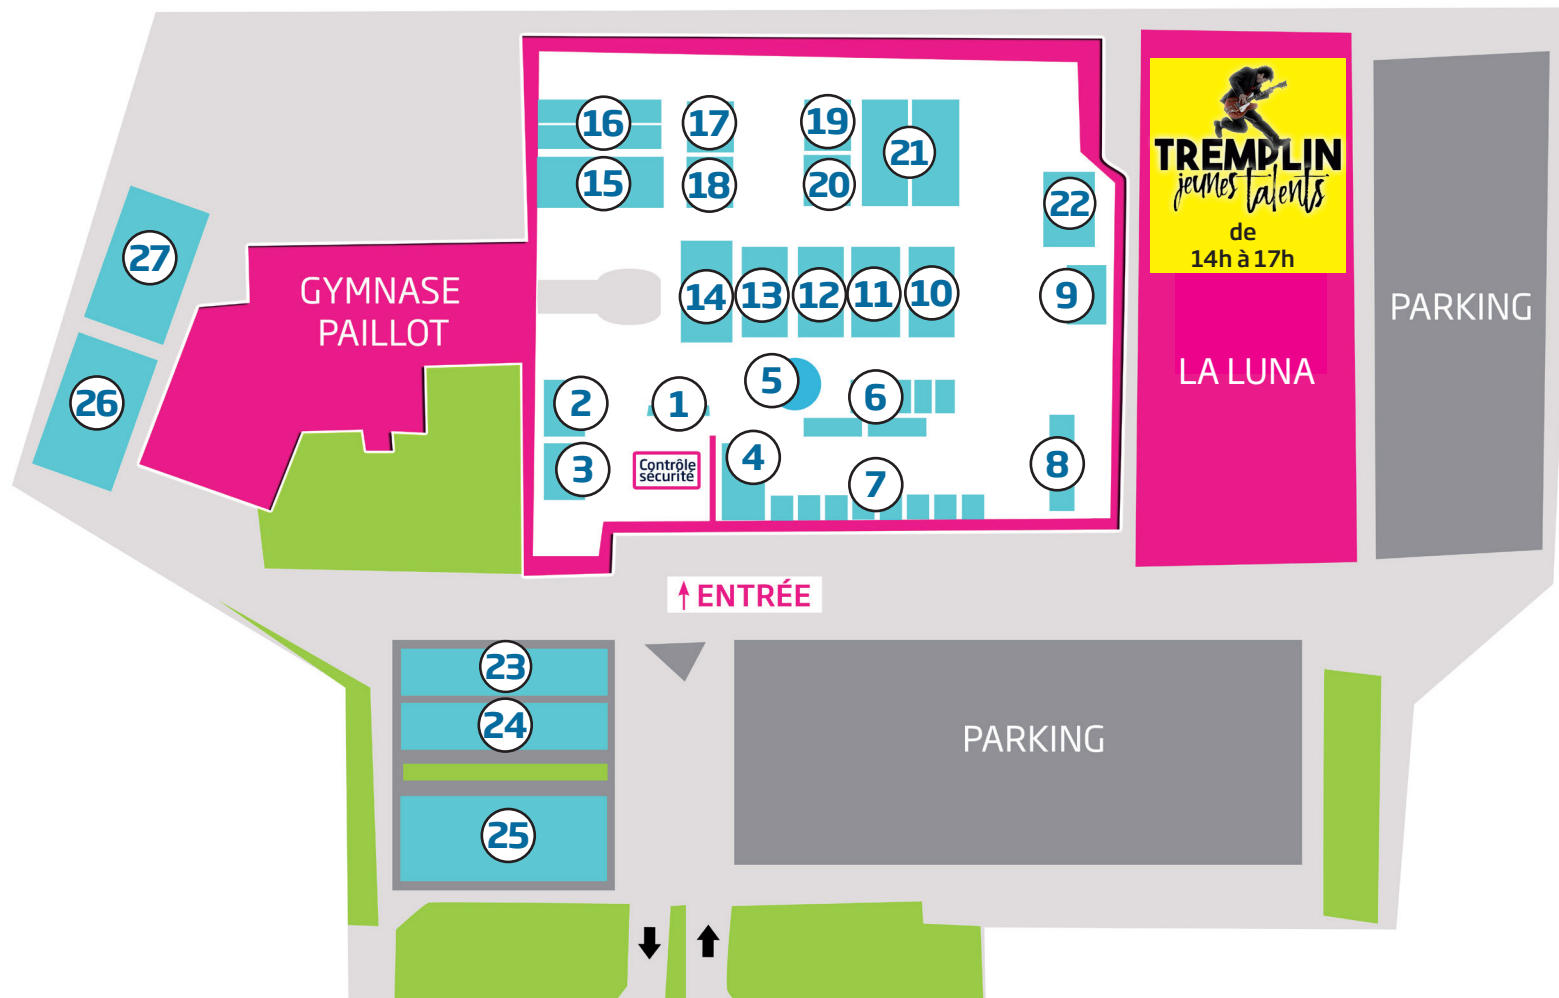 16
17
19
21
15
18
20
22
TREMPLIN
jeunes talents
de
14h à 17h
27
GYMNASE
PAILLOT
14
13
12
11
10
9
PARKING
26
2
1
5
6
LA LUNA
3
Contrôle
sécurité
4
7
8
ENTRÉE
23
24
25
PARKING